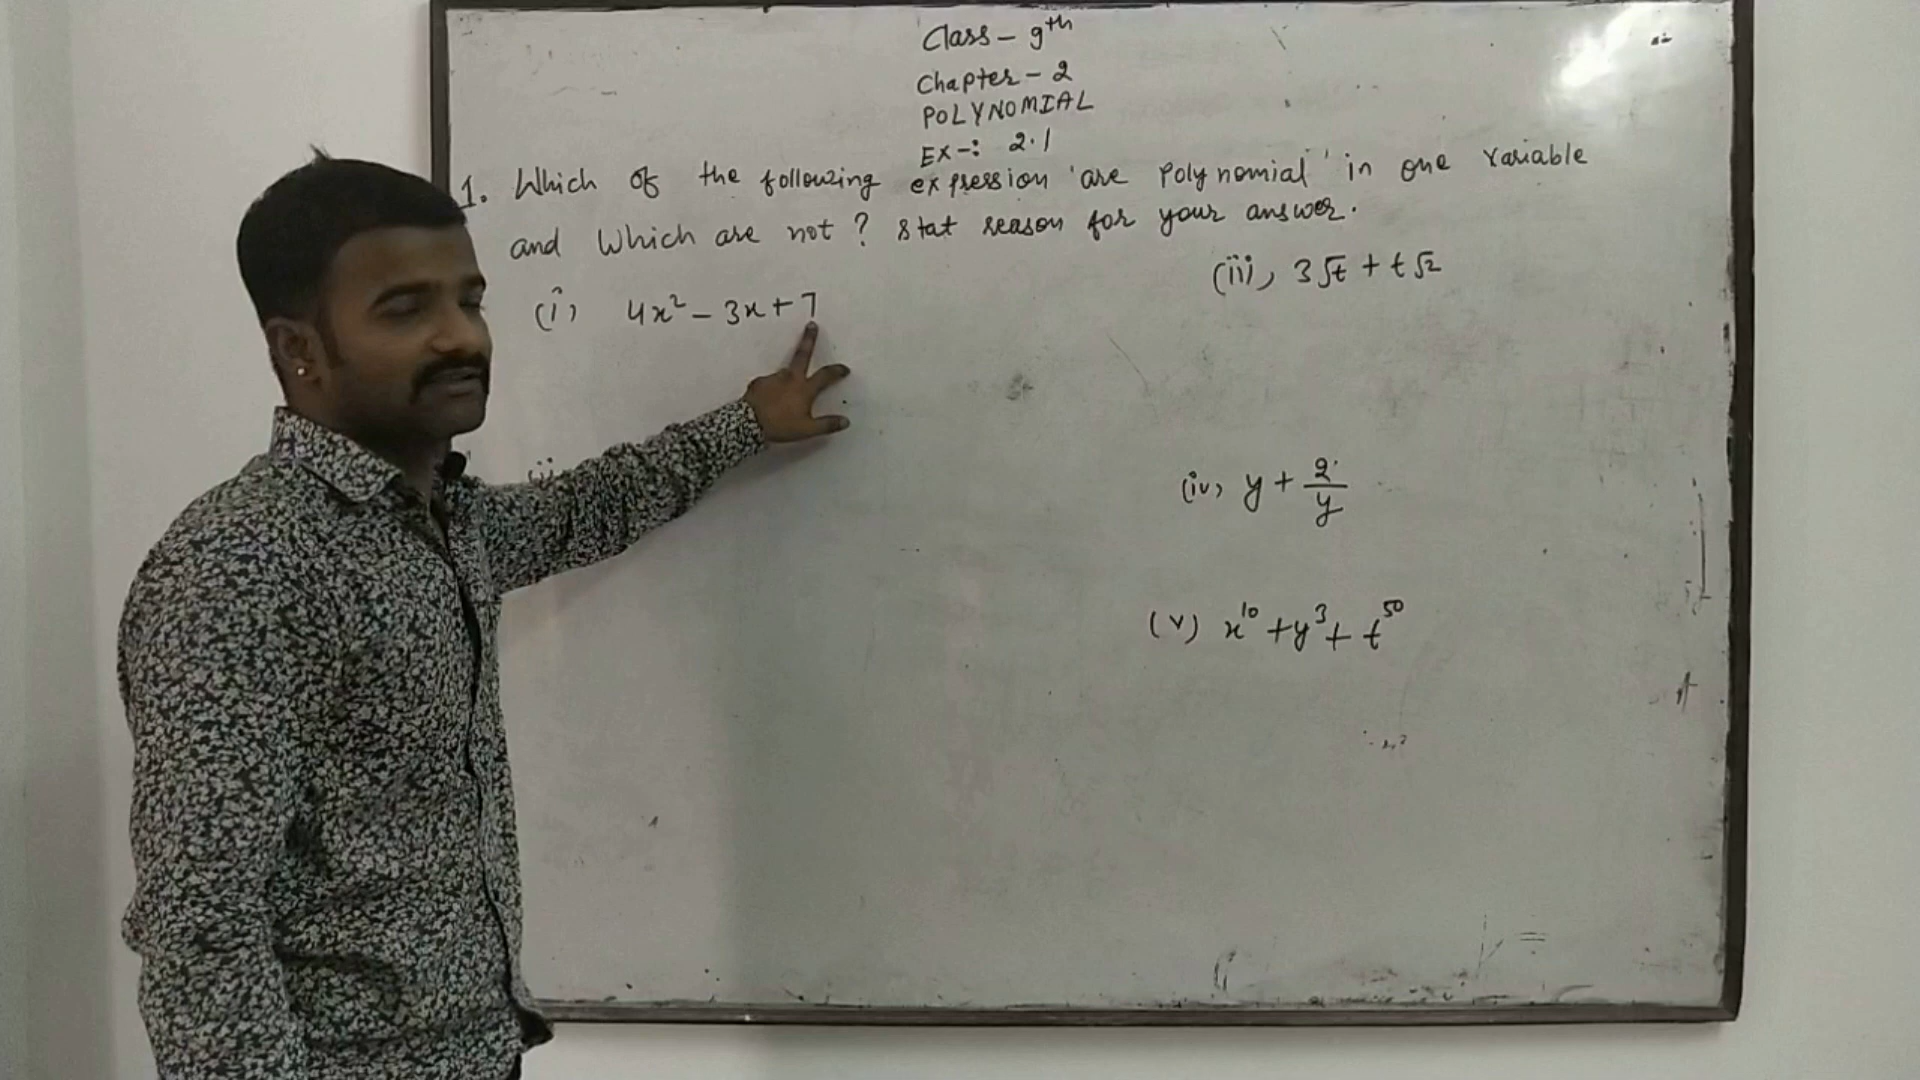 Class - 9th
Chapter - 2
POLYNOMIAL
EX-: 2.1
1. Which of the following expression 'are Polynomial' in one Variable
and Which are not? stat reason for your answer.
(i) 4x² - 3x + 7
(iii) 3√t + t√2
(ii
(iv) y + 2/y
(v) x¹⁰ + y³ + t⁵⁰